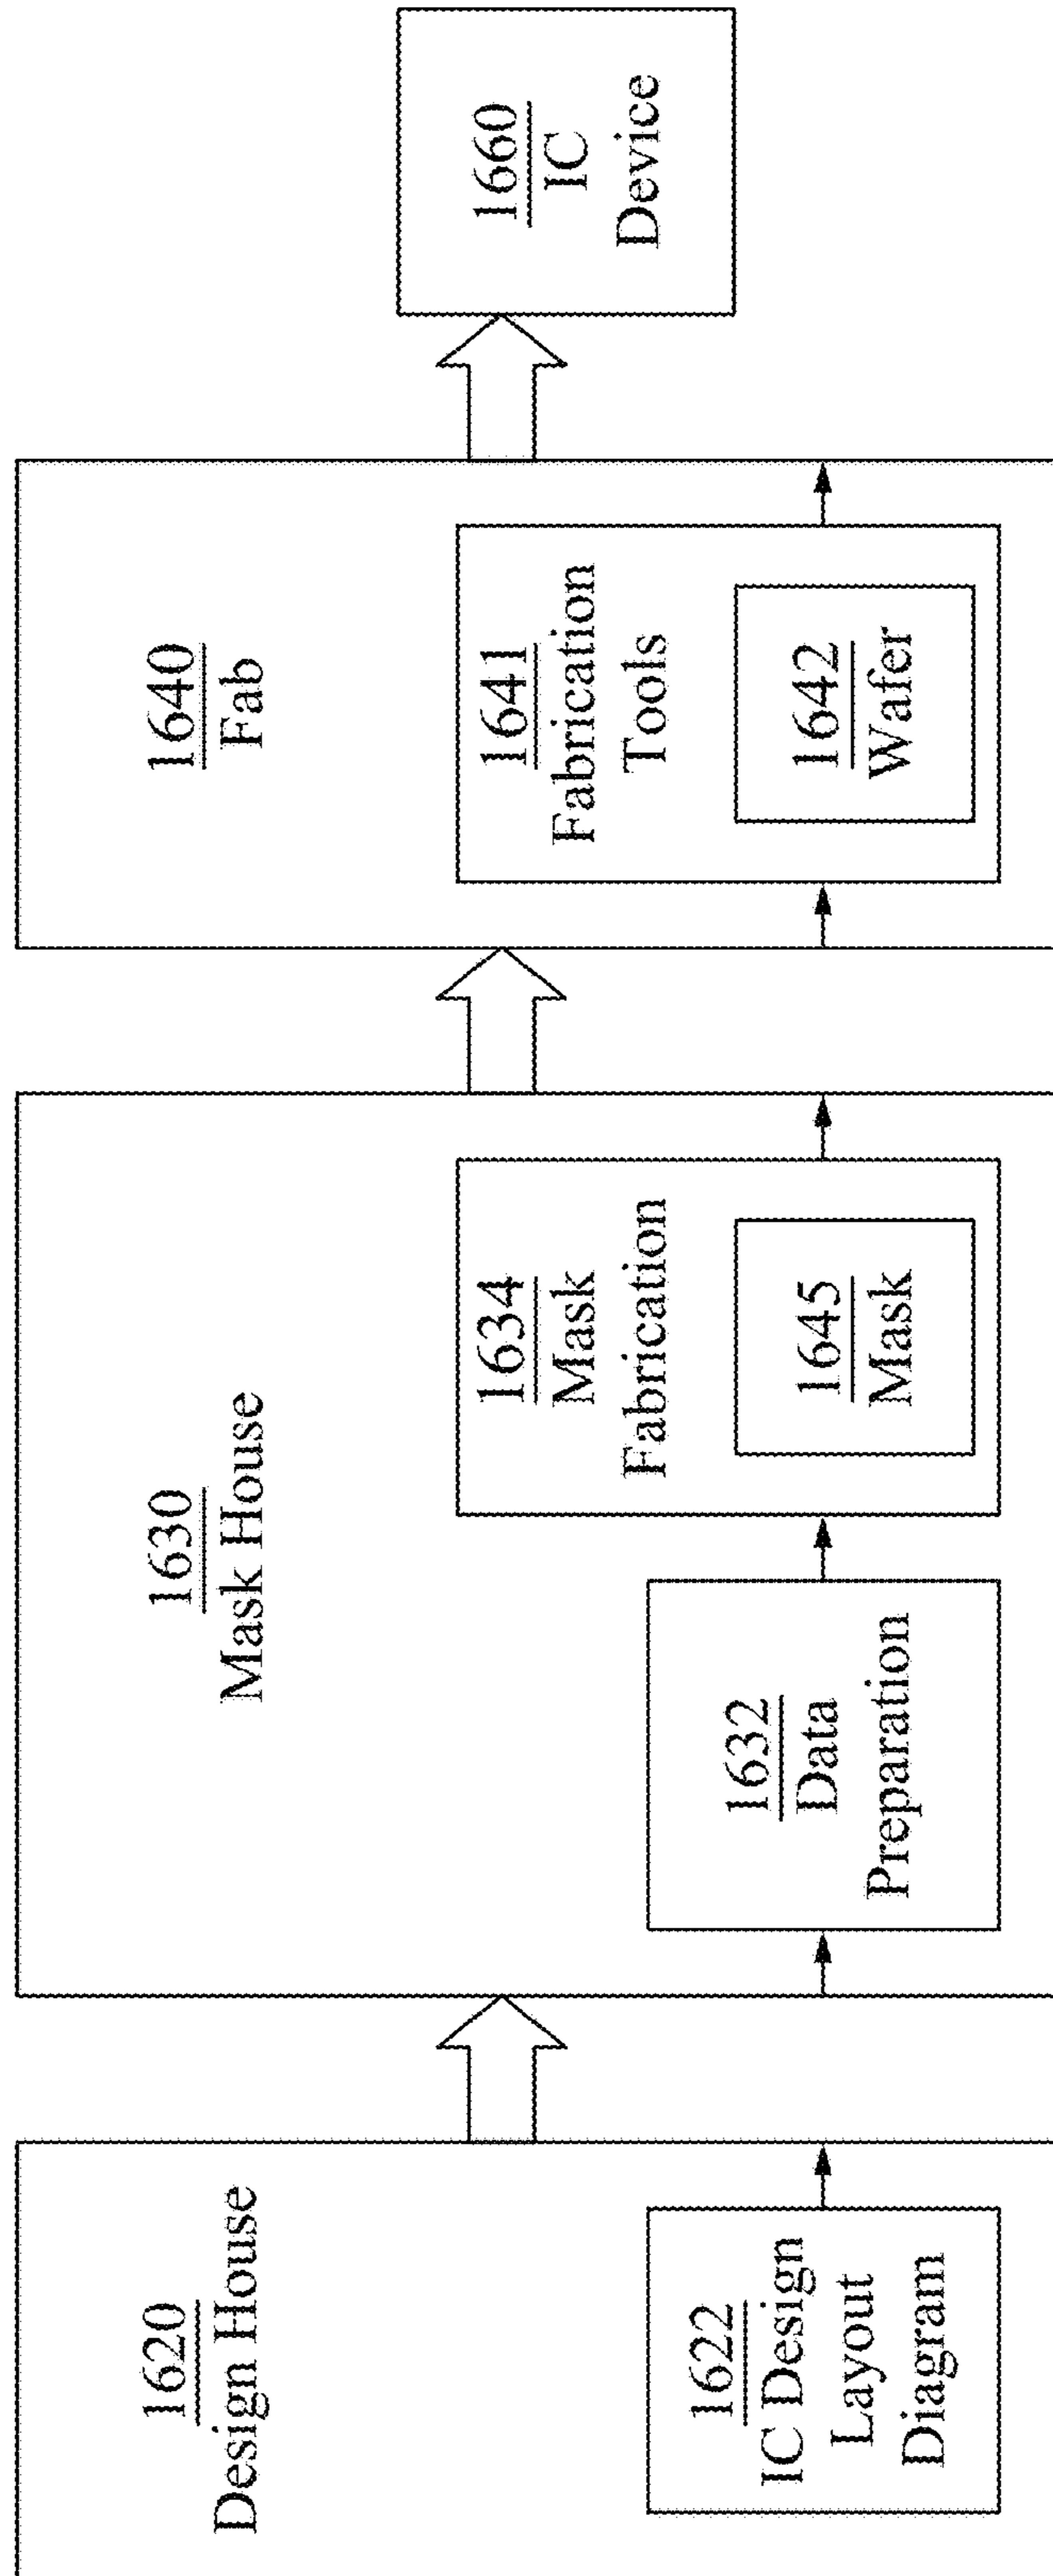 1620
Design House
1622
IC Design
Layout
Diagram
1630
Mask House
1632
Data
Preparation
1634
Mask
Fabrication
1645
Mask
1640
Fab
1641
Fabrication
Tools
1642
Wafer
1660
IC
Device